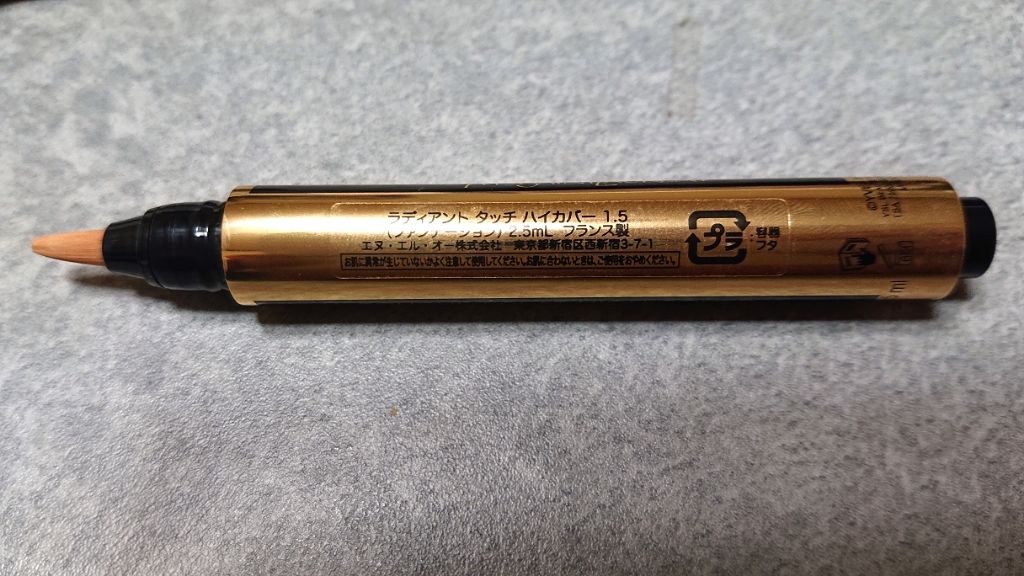 ラディアント タッチ ハイカバー 1.5
(ファンデーション) 2.5mL フランス製
エヌ・エル・オー株式会社 東京都新宿区西新宿3-7-1
お肌に異常が生じていないかよく注意して使用してください。お肌に合わないときは、ご使用をおやめください。
プラ
:容器
フタ